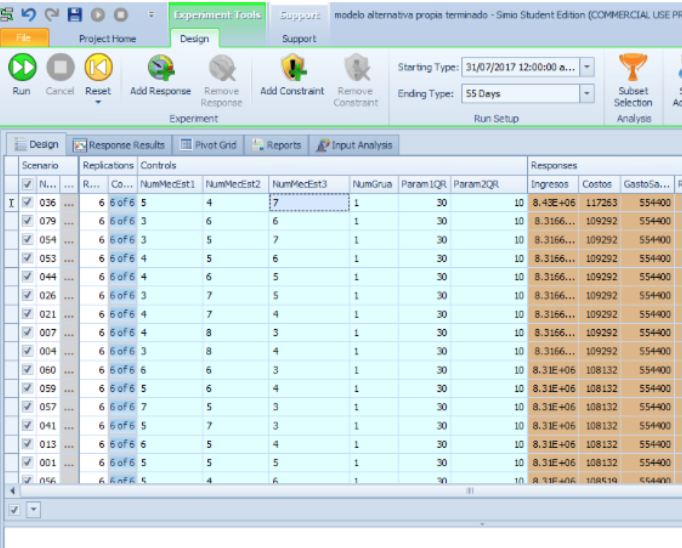 Experiment Tools Support modelo alternativa propia terminado - Simio Student Edition (COMMERCIAL USE PR
File Project Home Design Support
Run Cancel Reset Add Response Remove Response Add Constraint Remove Constraint Starting Type: 31/07/2017 12:00:00 a... Ending Type: 55 Days Subset Selection
Experiment Run Setup Analysis
Design Response Results Pivot Grid Reports Input Analysis
Scenario Replications Controls Responses
N... ... R... Co... NumMecEst1 NumMecEst2 NumMecEst3 NumGrua Param1QR Param2QR Ingresos Costos GastoSa...
036 ... 6 6 of 6 5 4 7 1 30 10 8.43E+06 117263 554400
079 ... 6 6 of 6 3 6 6 1 30 10 8.3166... 109292 554400
054 ... 6 6 of 6 3 5 7 1 30 10 8.3166... 109292 554400
053 ... 6 6 of 6 4 5 6 1 30 10 8.3166... 109292 554400
044 ... 6 6 of 6 4 6 5 1 30 10 8.3166... 109292 554400
026 ... 6 6 of 6 3 7 5 1 30 10 8.3166... 109292 554400
021 ... 6 6 of 6 4 7 4 1 30 10 8.3166... 109292 554400
007 ... 6 6 of 6 4 8 3 1 30 10 8.3166... 109292 554400
004 ... 6 6 of 6 3 8 4 1 30 10 8.3166... 109292 554400
060 ... 6 6 of 6 6 6 3 1 30 10 8.31E+06 108132 554400
059 ... 6 6 of 6 5 6 4 1 30 10 8.31E+06 108132 554400
057 ... 6 6 of 6 7 5 3 1 30 10 8.31E+06 108132 554400
041 ... 6 6 of 6 5 7 3 1 30 10 8.31E+06 108132 554400
013 ... 6 6 of 6 6 5 4 1 30 10 8.31E+06 108132 554400
001 ... 6 6 of 6 5 5 5 1 30 10 8.31E+06 108132 554400
056 ... 6 6 of 6 5 4 6 1 30 10 8.31E+06 108519 554400